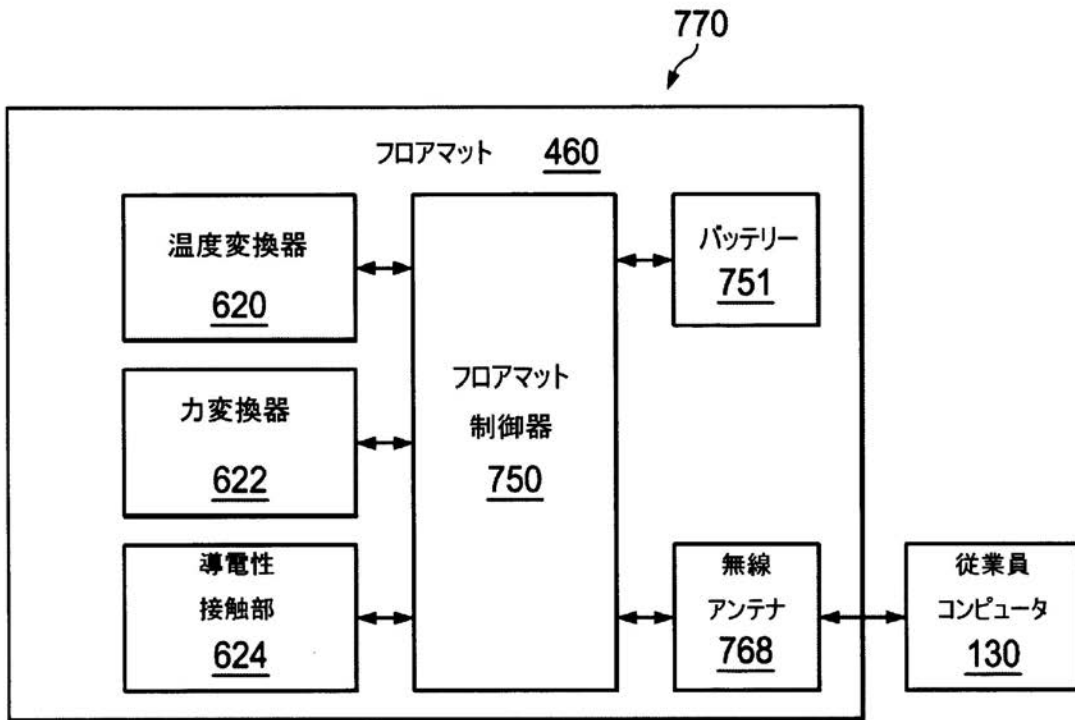 770
フロアマット 460
温度変換器
620
力変換器
622
導電性
接触部
624
フロアマット
制御器
750
バッテリー
751
無線
アンテナ
768
従業員
コンピュータ
130